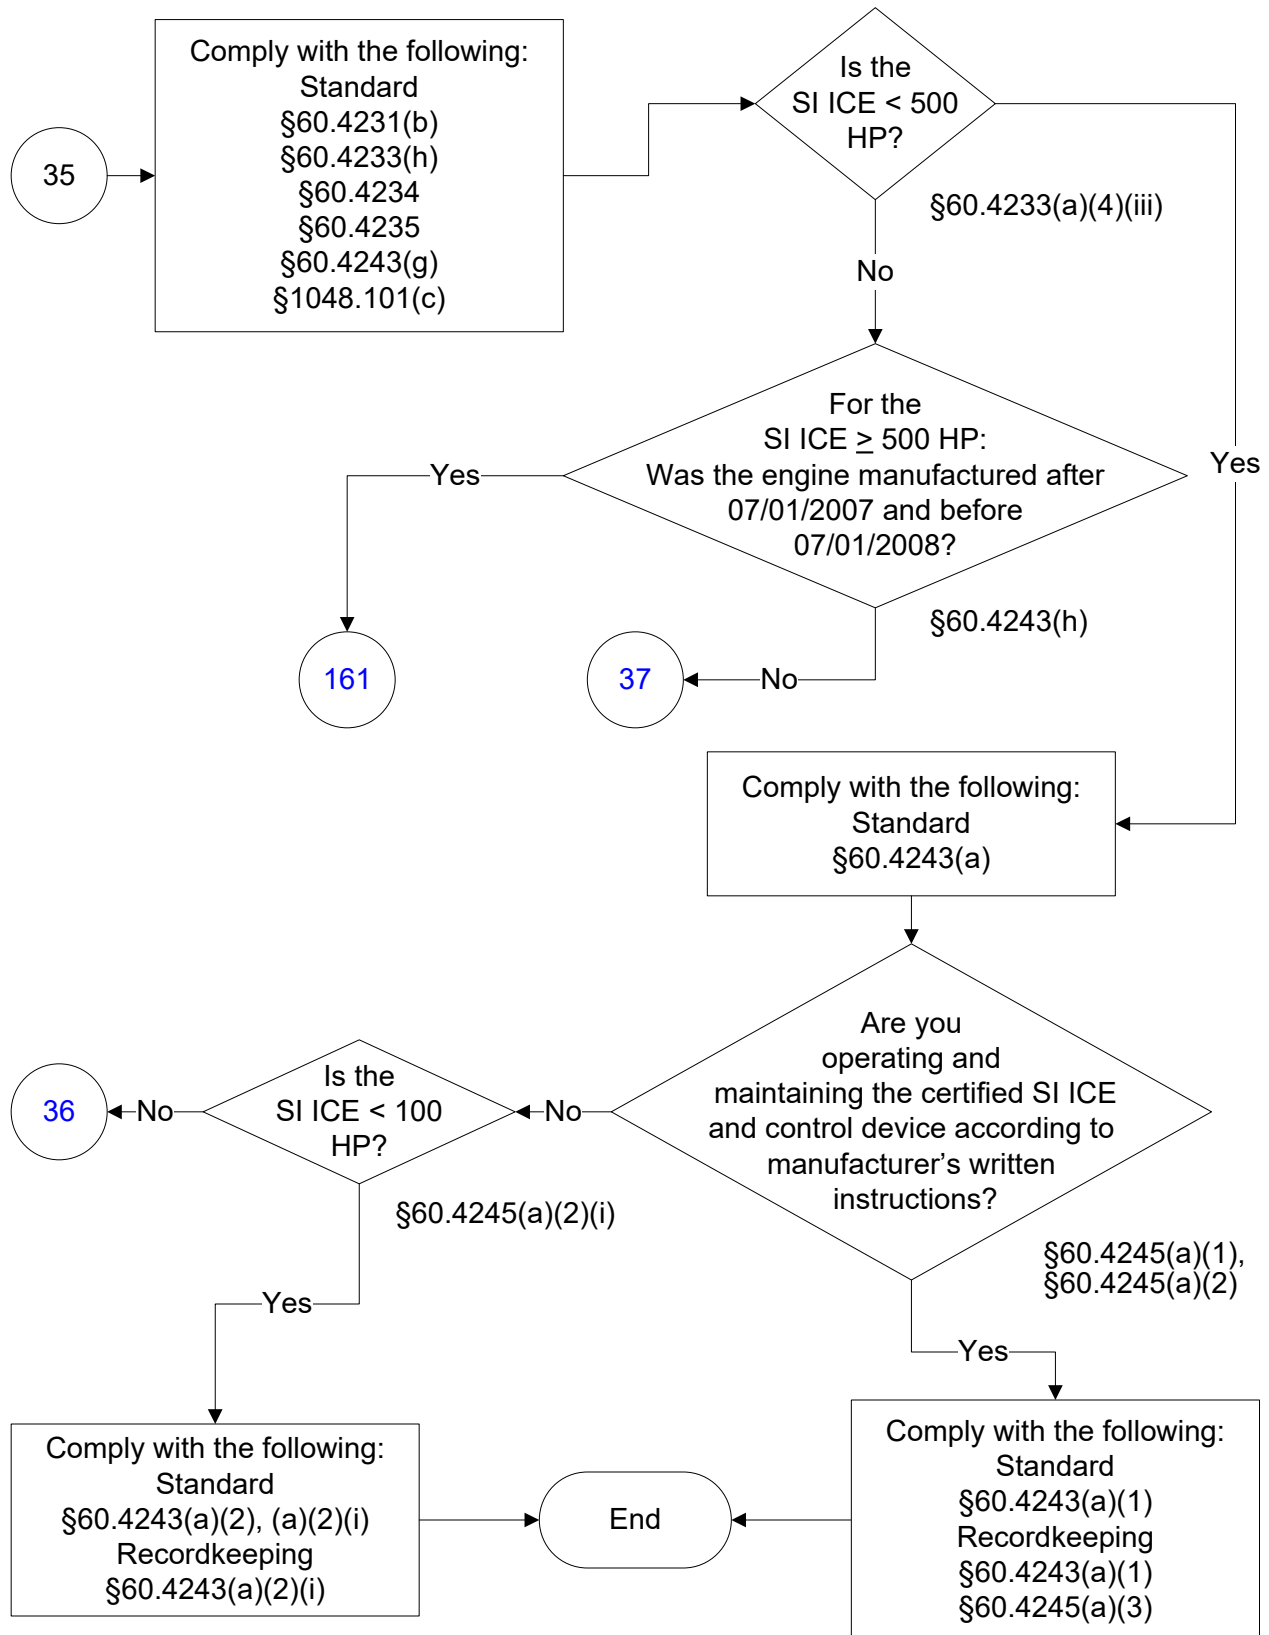 35
Comply with the following:
Standard
§60.4231(b)
§60.4233(h)
§60.4234
§60.4235
§60.4243(g)
§1048.101(c)
Is the
SI ICE < 500
HP?
§60.4233(a)(4)(iii)
No
Yes
For the
SI ICE ≥ 500 HP:
Was the engine manufactured after
07/01/2007 and before
07/01/2008?
Yes
§60.4243(h)
161
37
No
Comply with the following:
Standard
§60.4243(a)
Are you
operating and
maintaining the certified SI ICE
and control device according to
manufacturer’s written
instructions?
§60.4245(a)(1),
§60.4245(a)(2)
No
Is the
SI ICE < 100
HP?
§60.4245(a)(2)(i)
No
36
Yes
Yes
Comply with the following:
Standard
§60.4243(a)(2), (a)(2)(i)
Recordkeeping
§60.4243(a)(2)(i)
End
Comply with the following:
Standard
§60.4243(a)(1)
Recordkeeping
§60.4243(a)(1)
§60.4245(a)(3)